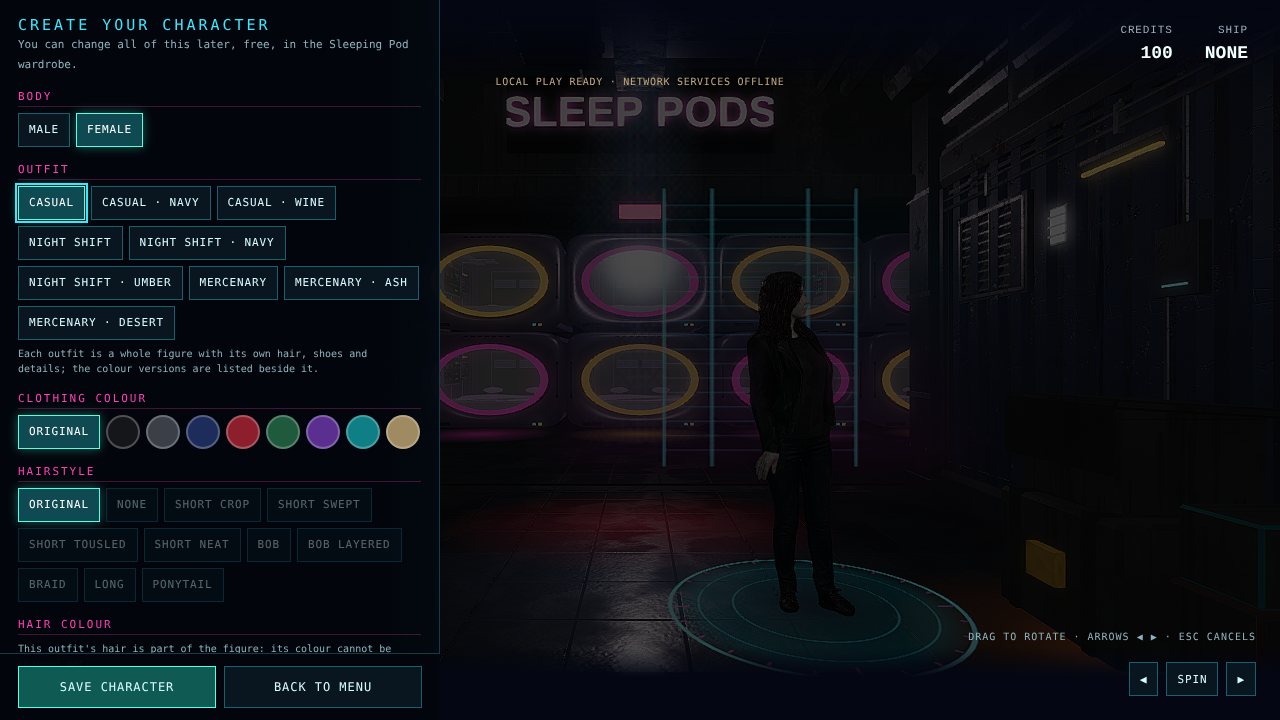 CREATE YOUR CHARACTER
You can change all of this later, free, in the Sleeping Pod
wardrobe.
BODY
MALE FEMALE
OUTFIT
CASUAL CASUAL · NAVY CASUAL · WINE
NIGHT SHIFT NIGHT SHIFT · NAVY
NIGHT SHIFT · UMBER MERCENARY MERCENARY · ASH
MERCENARY · DESERT
Each outfit is a whole figure with its own hair, shoes and
details; the colour versions are listed beside it.
CLOTHING COLOUR
ORIGINAL
HAIRSTYLE
ORIGINAL NONE SHORT CROP SHORT SWEPT
SHORT TOUSLED SHORT NEAT BOB BOB LAYERED
BRAID LONG PONYTAIL
HAIR COLOUR
This outfit's hair is part of the figure: its colour cannot be
SAVE CHARACTER BACK TO MENU
CREDITS SHIP
100 NONE
LOCAL PLAY READY · NETWORK SERVICES OFFLINE
SLEEP PODS
DRAG TO ROTATE · ARROWS ◀ ▶ · ESC CANCELS
◀ SPIN ▶